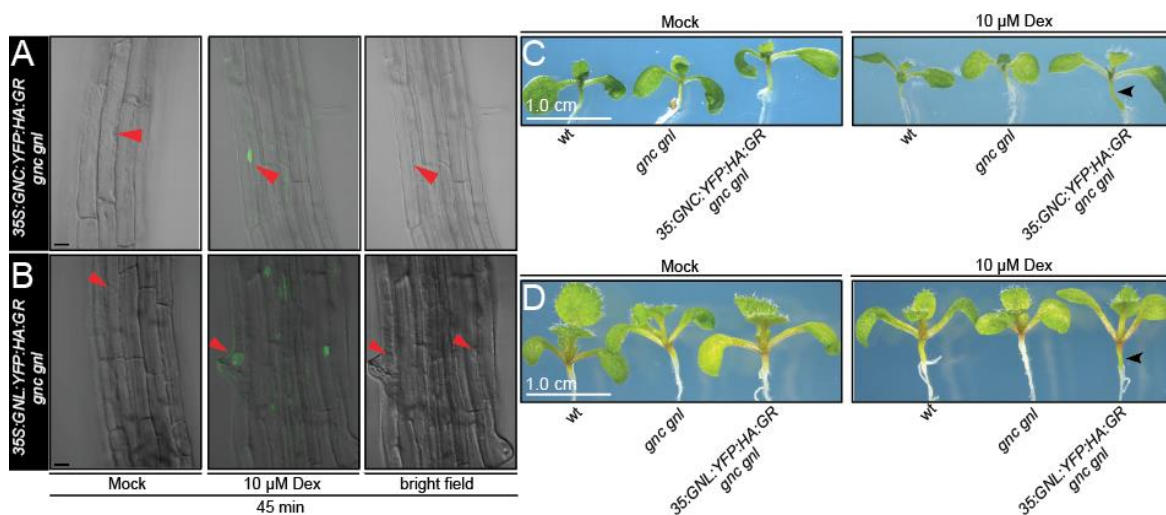 A
35S:GNC:YFP:HA:GR
gnc gnl
B
35S:GNL:YFP:HA:GR
gnc gnl
Mock
10 µM Dex
bright field
45 min
Mock
10 µM Dex
C
1.0 cm
wt
gnc gnl
35:GNC:YFP:HA:GR
gnc gnl
wt
gnc gnl
35:GNC:YFP:HA:GR
gnc gnl
Mock
10 µM Dex
D
1.0 cm
wt
gnc gnl
35:GNL:YFP:HA:GR
gnc gnl
wt
gnc gnl
35:GNL:YFP:HA:GR
gnc gnl